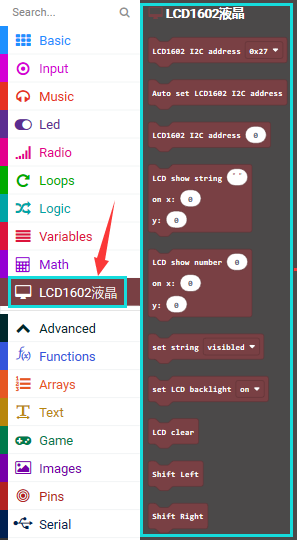 Search...
Basic
Input
Music
Led
Radio
Loops
Logic
Variables
Math
LCD1602液晶
Advanced
Functions
Arrays
Text
Game
Images
Pins
Serial
LCD1602液晶
LCD1602 I2C address 0x27
Auto set LCD1602 I2C address
LCD1602 I2C address 0
LCD show string " "
on x: 0
y: 0
LCD show number 0
on x: 0
y: 0
set string visibled
set LCD backlight on
LCD clear
Shift Left
Shift Right